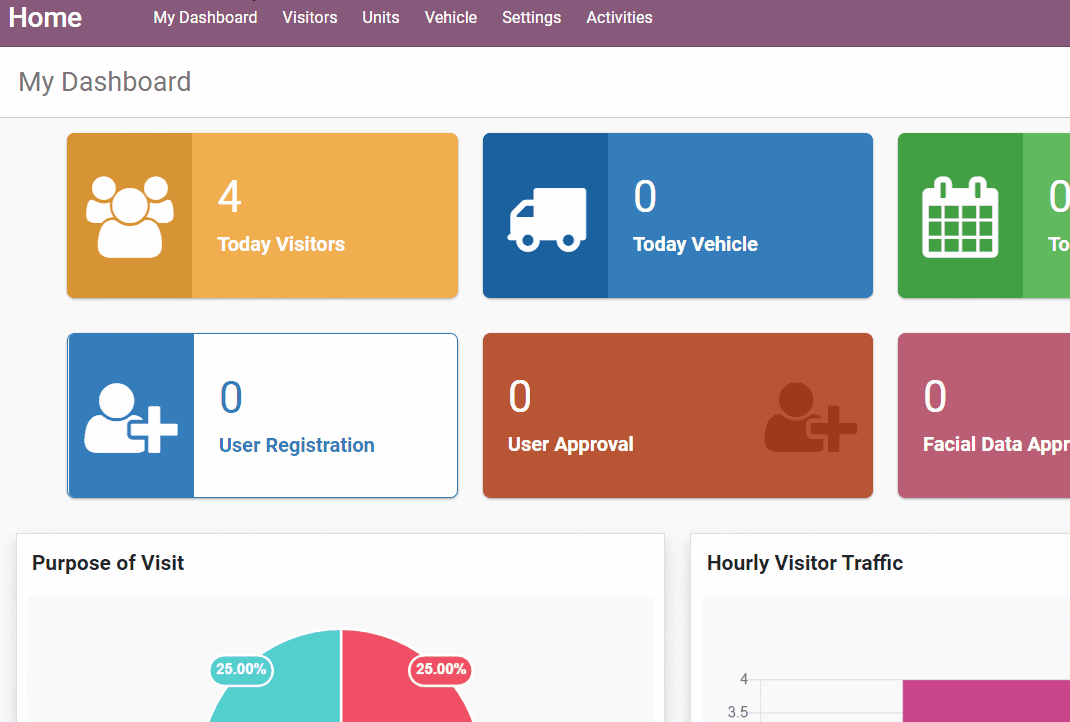 Home My Dashboard Visitors Units Vehicle Settings Activities
My Dashboard
4
Today Visitors
0
Today Vehicle
0
To
0
User Registration
0
User Approval
0
Facial Data Appr
Purpose of Visit
25.00%
25.00%
Hourly Visitor Traffic
4
3.5